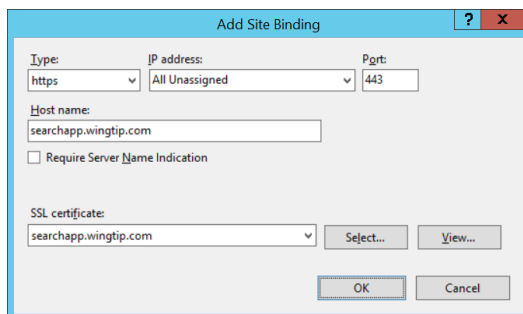 Add Site Binding
? X
Type: IP address: Port:
https All Unassigned 443
Host name:
searchapp.wingtip.com
Require Server Name Indication
SSL certificate:
searchapp.wingtip.com Select... View...
OK Cancel